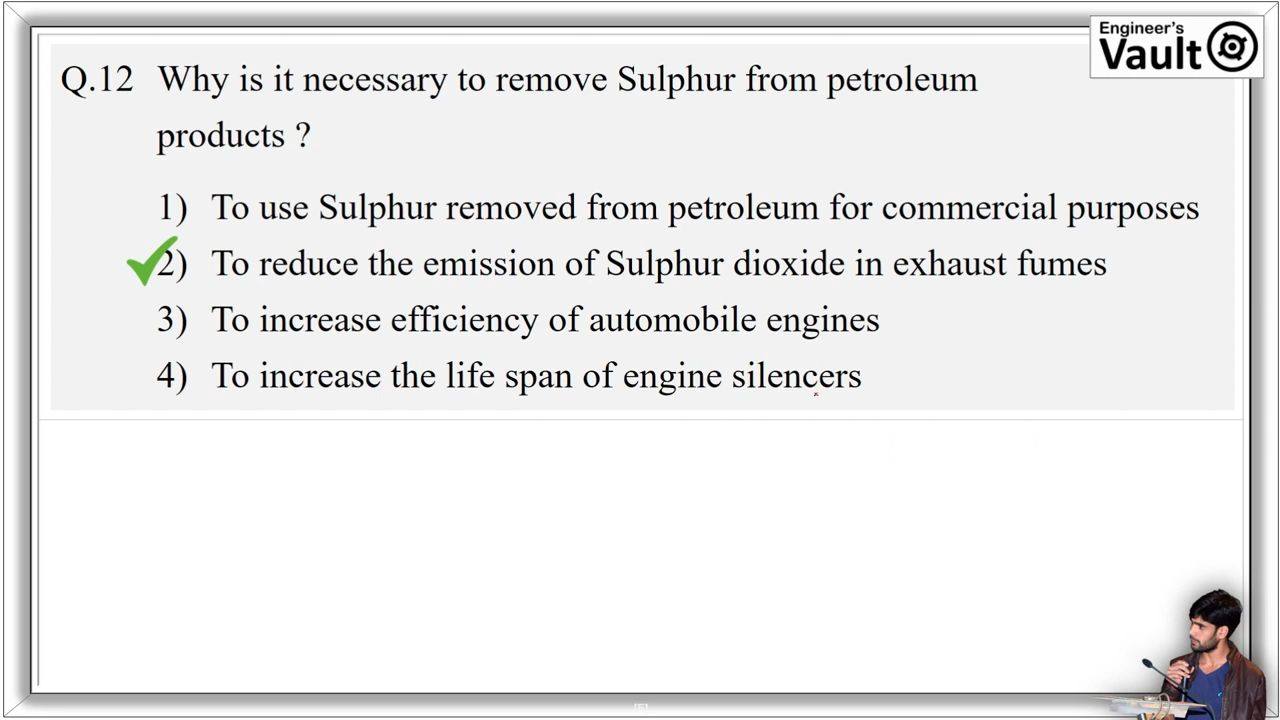 Engineer's
Vault
Q.12 Why is it necessary to remove Sulphur from petroleum
products ?
1) To use Sulphur removed from petroleum for commercial purposes
2) To reduce the emission of Sulphur dioxide in exhaust fumes
3) To increase efficiency of automobile engines
4) To increase the life span of engine silencers